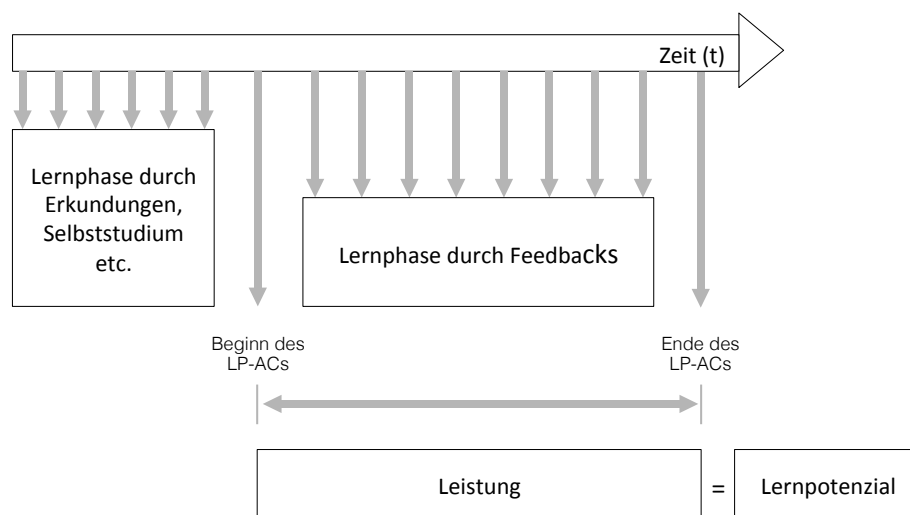 Zeit (t)
Lernphase durch
Erkundungen,
Selbststudium
etc.
Lernphase durch Feedbacks
Beginn des
LP-ACs
Ende des
LP-ACs
Leistung
=
Lernpotenzial